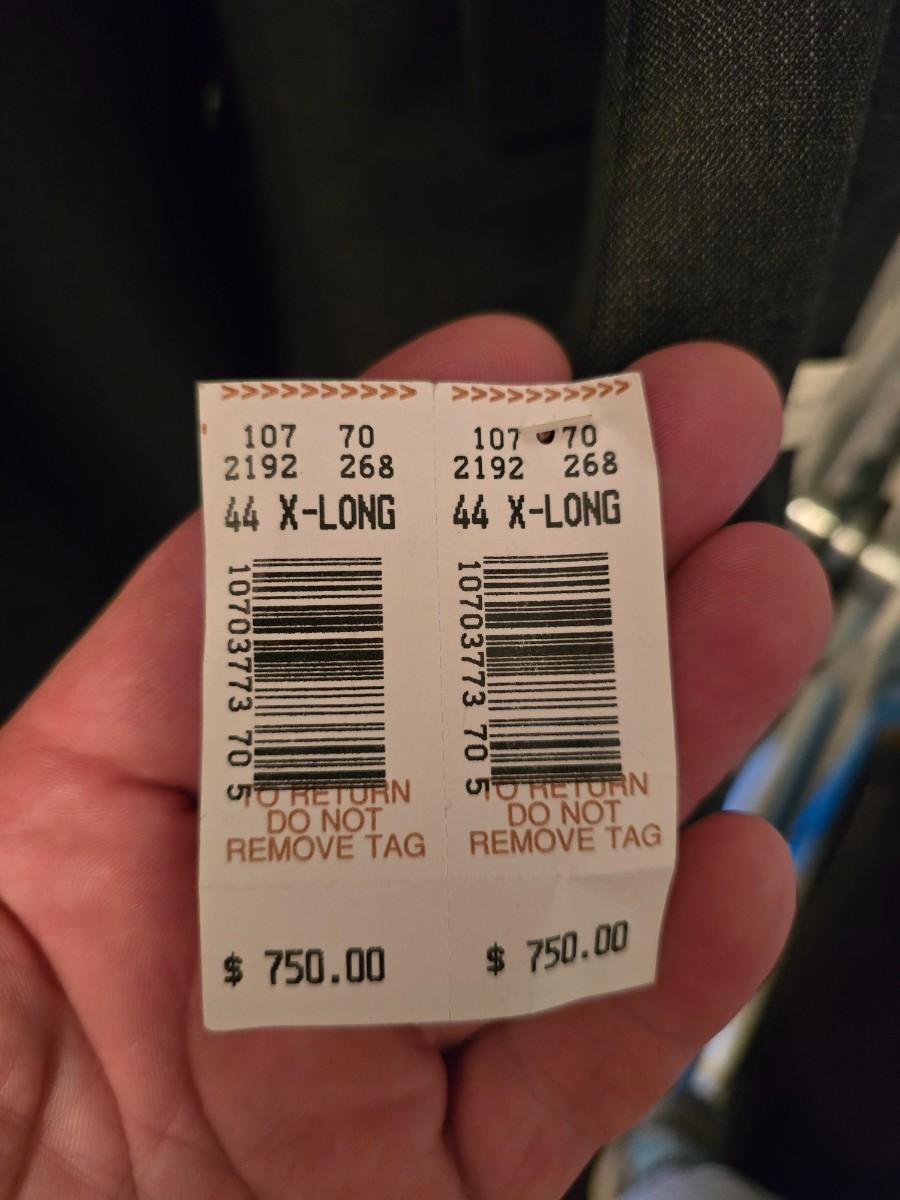 >>>>>>>>>>
107 70
2192 268
44 X-LONG
10703773 70 5
TO RETURN
DO NOT
REMOVE TAG
$ 750.00
>>>>>>>>>>
107 70
2192 268
44 X-LONG
10703773 70 5
TO RETURN
DO NOT
REMOVE TAG
$ 750.00